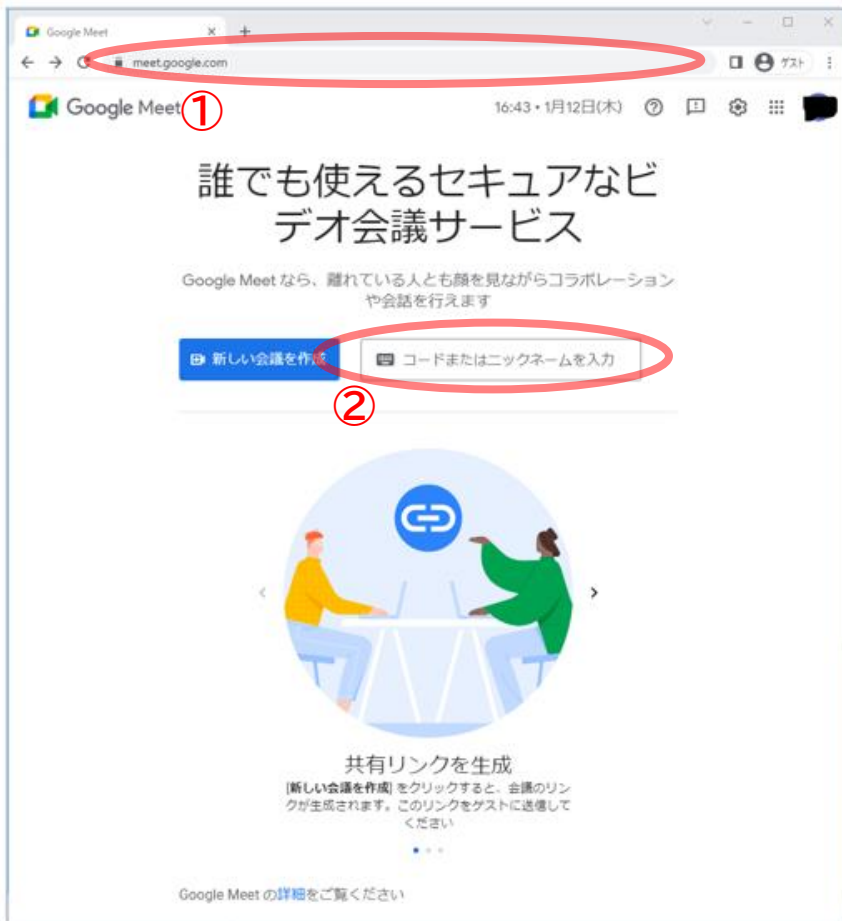 Google Meet
meet.google.com
ゲスト
Google Meet
①
16:43・1月12日(木)
誰でも使えるセキュアなビ
デオ会議サービス
Google Meet なら、離れている人とも顔を見ながらコラボレーション
や会話を行えます
新しい会議を作成
コードまたはニックネームを入力
②
共有リンクを生成
[新しい会議を作成] をクリックすると、会議のリン
クが生成されます。このリンクをゲストに送信して
ください
Google Meet の詳細をご覧ください